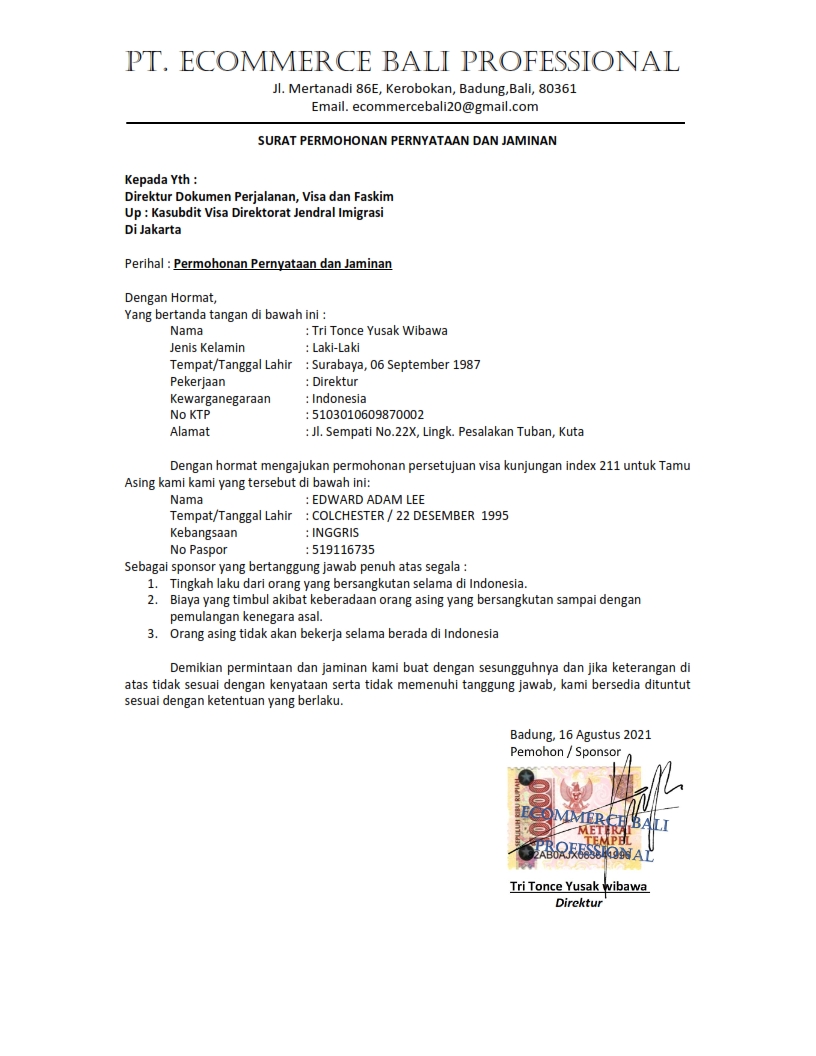 PT. ECOMMERCE BALI PROFESSIONAL
Jl. Mertanadi 86E, Kerobokan, Badung,Bali, 80361
Email. ecommercebali20@gmail.com
SURAT PERMOHONAN PERNYATAAN DAN JAMINAN
Kepada Yth :
Direktur Dokumen Perjalanan, Visa dan Faskim
Up : Kasubdit Visa Direktorat Jendral Imigrasi
Di Jakarta
Perihal : Permohonan Pernyataan dan Jaminan
Dengan Hormat,
Yang bertanda tangan di bawah ini :
Nama : Tri Tonce Yusak Wibawa
Jenis Kelamin : Laki-Laki
Tempat/Tanggal Lahir : Surabaya, 06 September 1987
Pekerjaan : Direktur
Kewarganegaraan : Indonesia
No KTP : 5103010609870002
Alamat : Jl. Sempati No.22X, Lingk. Pesalakan Tuban, Kuta
Dengan hormat mengajukan permohonan persetujuan visa kunjungan index 211 untuk Tamu
Asing kami kami yang tersebut di bawah ini:
Nama : EDWARD ADAM LEE
Tempat/Tanggal Lahir : COLCHESTER / 22 DESEMBER 1995
Kebangsaan : INGGRIS
No Paspor : 519116735
Sebagai sponsor yang bertanggung jawab penuh atas segala :
1. Tingkah laku dari orang yang bersangkutan selama di Indonesia.
2. Biaya yang timbul akibat keberadaan orang asing yang bersangkutan sampai dengan
pemulangan kenegara asal.
3. Orang asing tidak akan bekerja selama berada di Indonesia
Demikian permintaan dan jaminan kami buat dengan sesungguhnya dan jika keterangan di
atas tidak sesuai dengan kenyataan serta tidak memenuhi tanggung jawab, kami bersedia dituntut
sesuai dengan ketentuan yang berlaku.
Badung, 16 Agustus 2021
Pemohon / Sponsor
ECOMMERCE BALI
METERAI
TEMPEL
PROFESSIONAL
Tri Tonce Yusak wibawa
Direktur